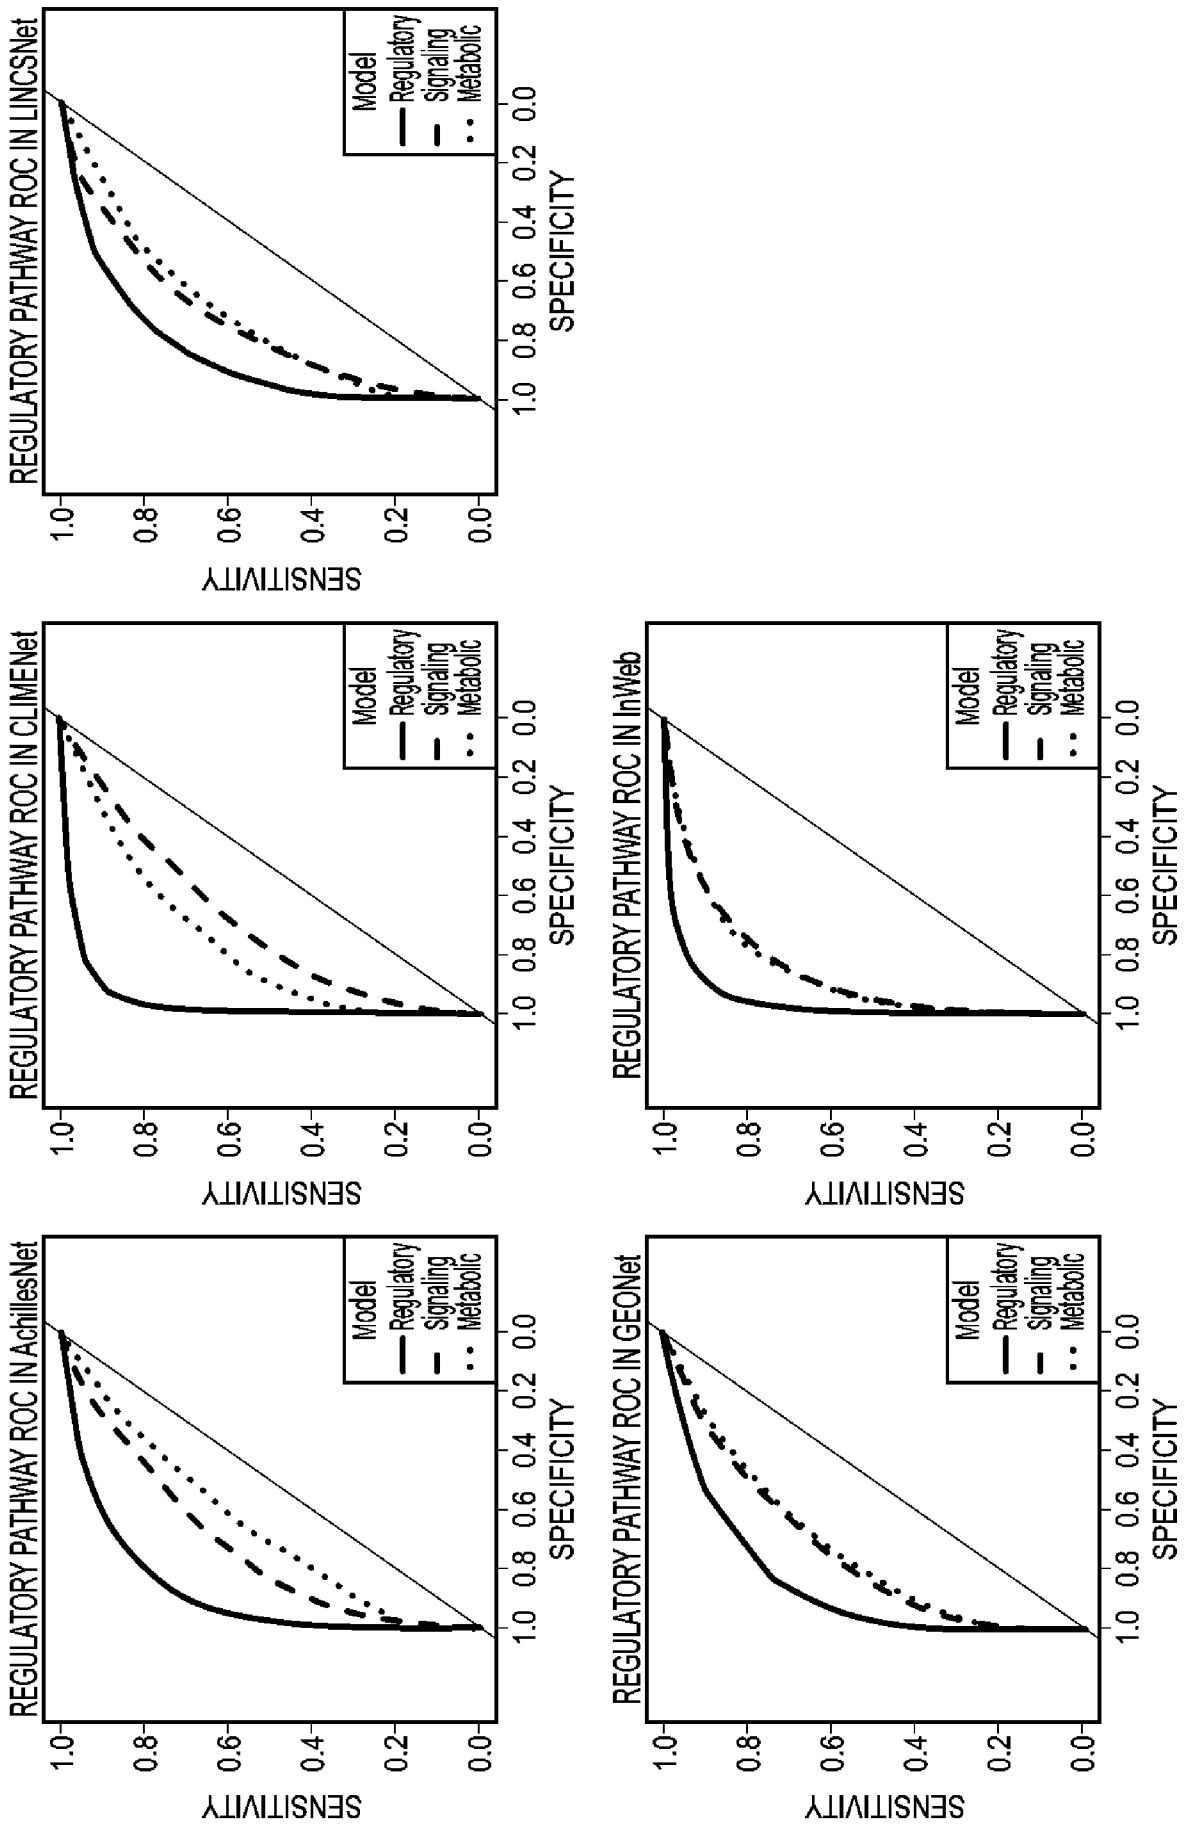 REGULATORY PATHWAY ROC IN AchillesNet
SENSITIVITY
1.0
0.8
0.6
0.4
0.2
0.0
1.0 0.8 0.6 0.4 0.2 0.0
SPECIFICITY
Model
Regulatory
Signaling
Metabolic
REGULATORY PATHWAY ROC IN CLIMENet
SENSITIVITY
1.0
0.8
0.6
0.4
0.2
0.0
1.0 0.8 0.6 0.4 0.2 0.0
SPECIFICITY
Model
Regulatory
Signaling
Metabolic
REGULATORY PATHWAY ROC IN LINCSNet
SENSITIVITY
1.0
0.8
0.6
0.4
0.2
0.0
1.0 0.8 0.6 0.4 0.2 0.0
SPECIFICITY
Model
Regulatory
Signaling
Metabolic
REGULATORY PATHWAY ROC IN GEONet
SENSITIVITY
1.0
0.8
0.6
0.4
0.2
0.0
1.0 0.8 0.6 0.4 0.2 0.0
SPECIFICITY
Model
Regulatory
Signaling
Metabolic
REGULATORY PATHWAY ROC IN InWeb
SENSITIVITY
1.0
0.8
0.6
0.4
0.2
0.0
1.0 0.8 0.6 0.4 0.2 0.0
SPECIFICITY
Model
Regulatory
Signaling
Metabolic